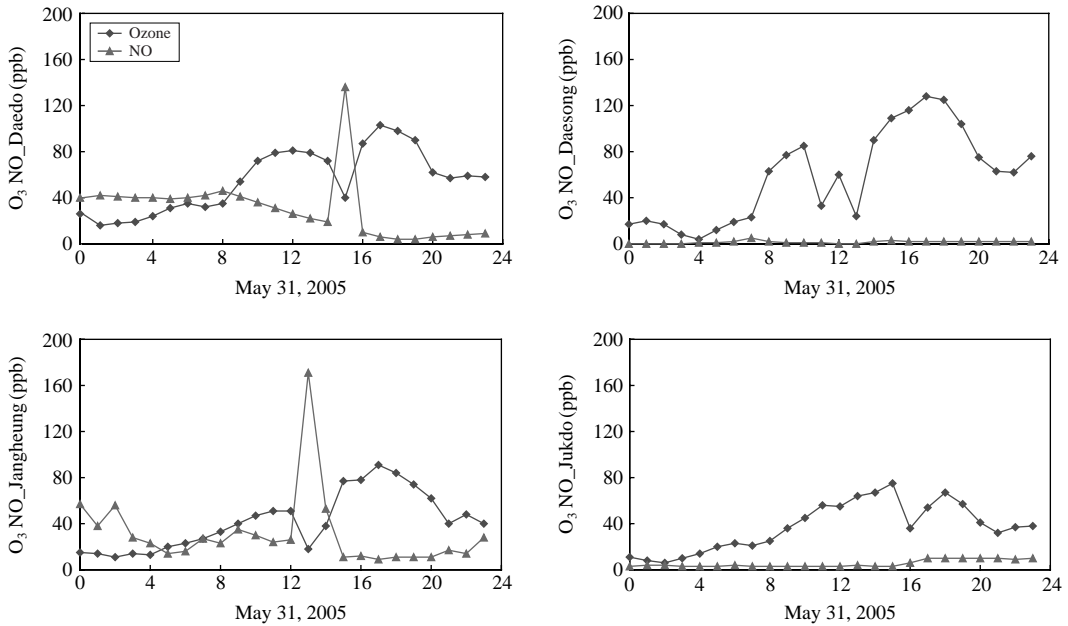 200
160
120
80
40
0
O₃ NO_Daedo (ppb)
Ozone
NO
0 4 8 12 16 20 24
May 31, 2005
200
160
120
80
40
0
O₃ NO_Daesong (ppb)
0 4 8 12 16 20 24
May 31, 2005
200
160
120
80
40
0
O₃ NO_Jangheung (ppb)
0 4 8 12 16 20 24
May 31, 2005
200
160
120
80
40
0
O₃ NO_Jukdo (ppb)
0 4 8 12 16 20 24
May 31, 2005